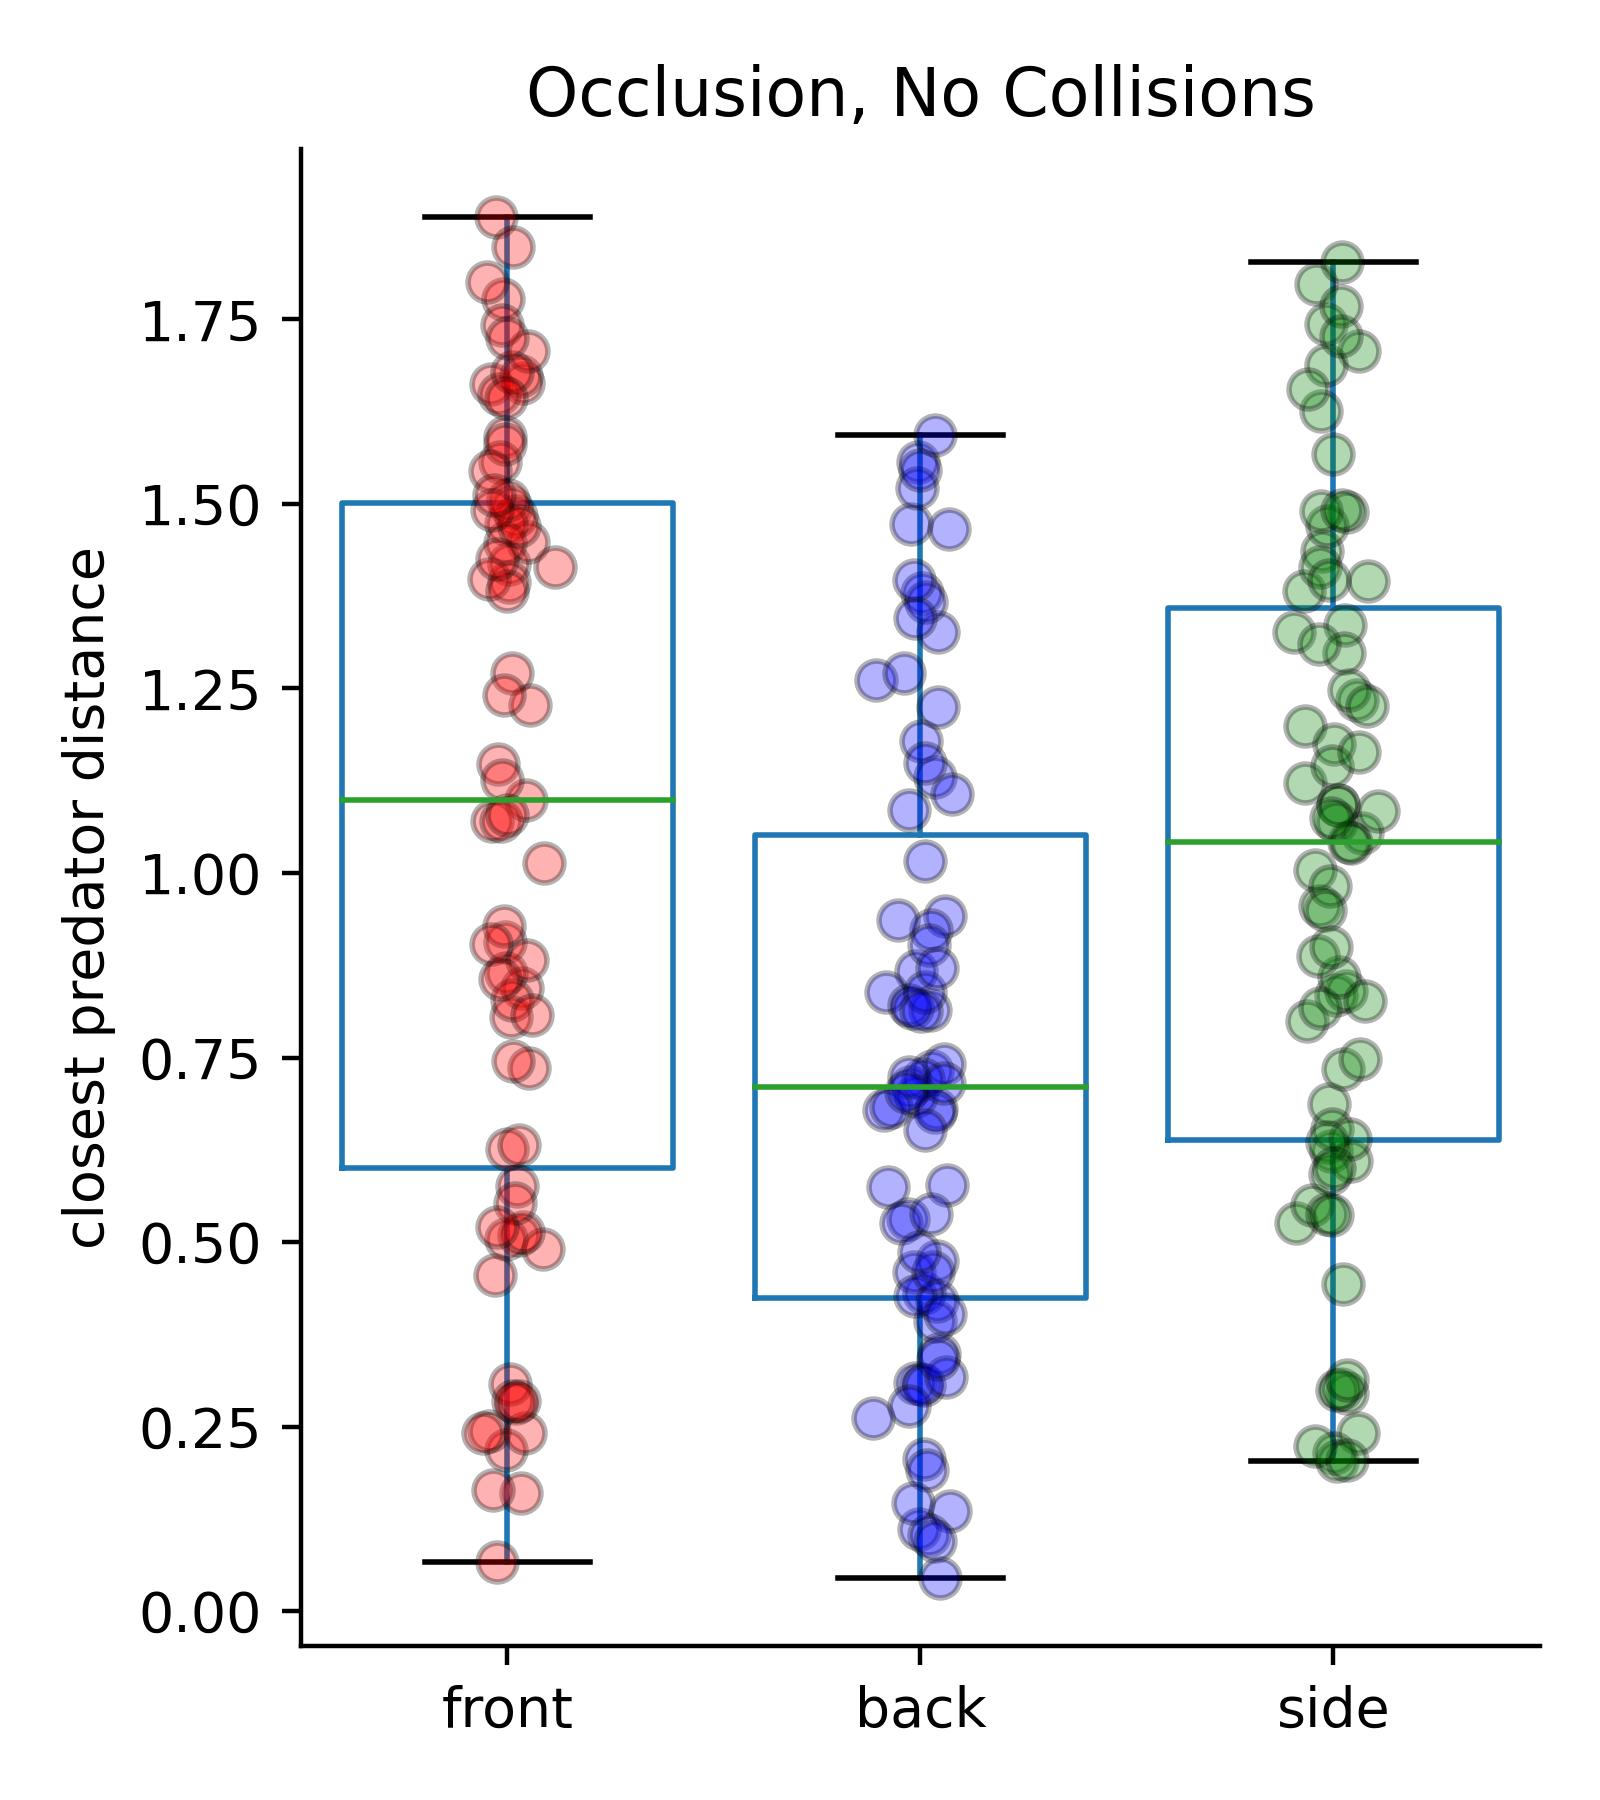 Occlusion, No Collisions
closest predator distance
1.75
1.50
1.25
1.00
0.75
0.50
0.25
0.00
front back side